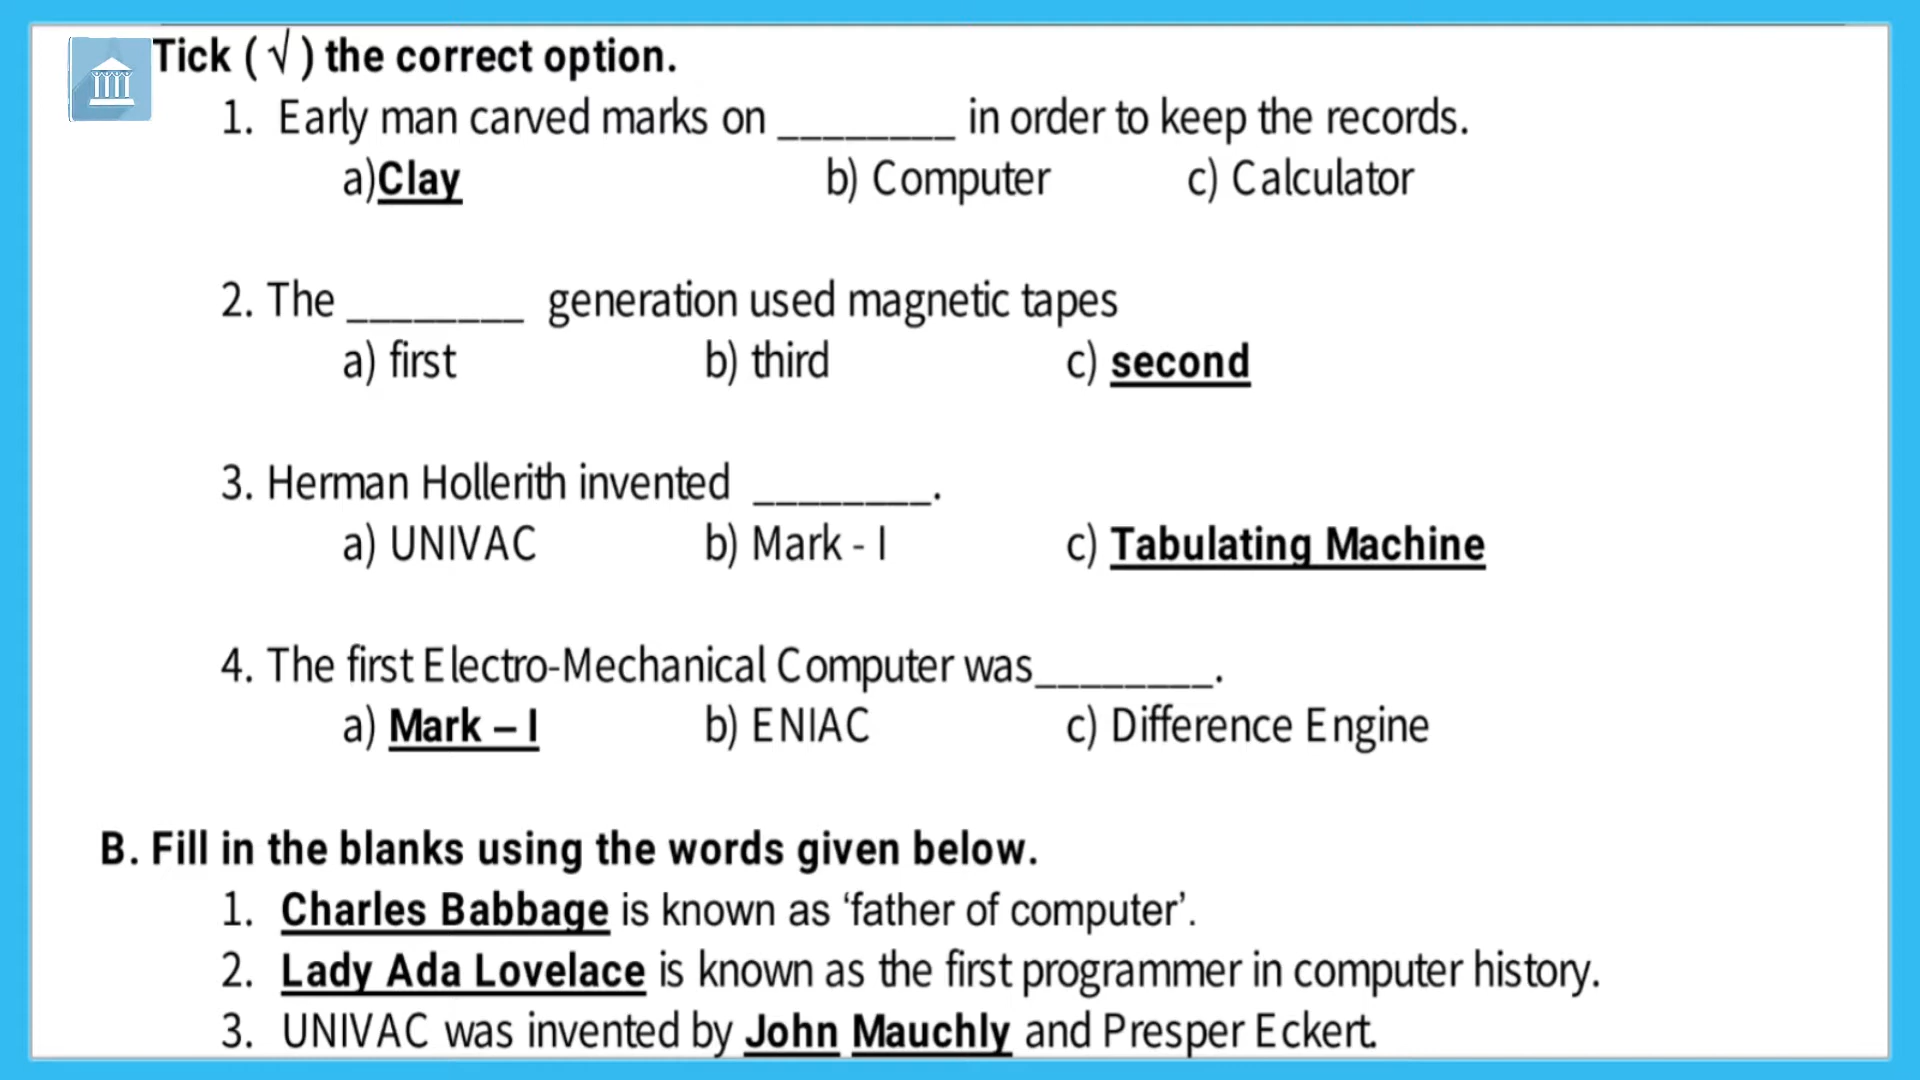 Tick ( √ ) the correct option.
1. Early man carved marks on ________ in order to keep the records.
a)Clay b) Computer c) Calculator
2. The ________ generation used magnetic tapes
a) first b) third c) second
3. Herman Hollerith invented ________.
a) UNIVAC b) Mark - I c) Tabulating Machine
4. The first Electro-Mechanical Computer was________.
a) Mark – I b) ENIAC c) Difference Engine
B. Fill in the blanks using the words given below.
1. Charles Babbage is known as ‘father of computer’.
2. Lady Ada Lovelace is known as the first programmer in computer history.
3. UNIVAC was invented by John Mauchly and Presper Eckert.